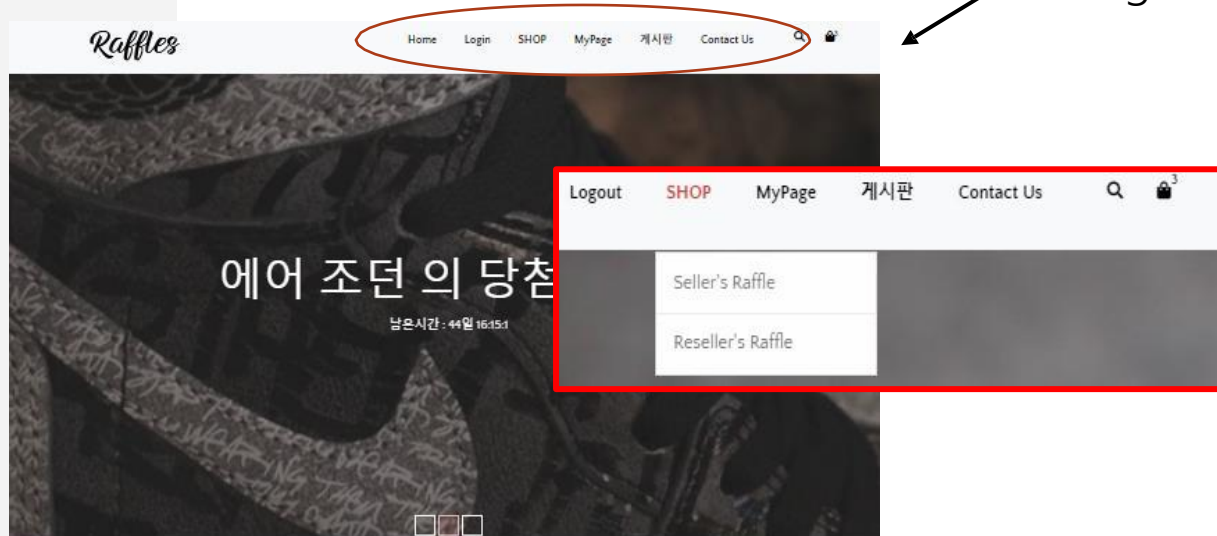 Raffles
Home Login SHOP MyPage 게시판 Contact Us
Logout SHOP MyPage 게시판 Contact Us 3
Seller's Raffle
Reseller's Raffle
에어 조던 의 당첨
남은시간 : 44일 16:15:1